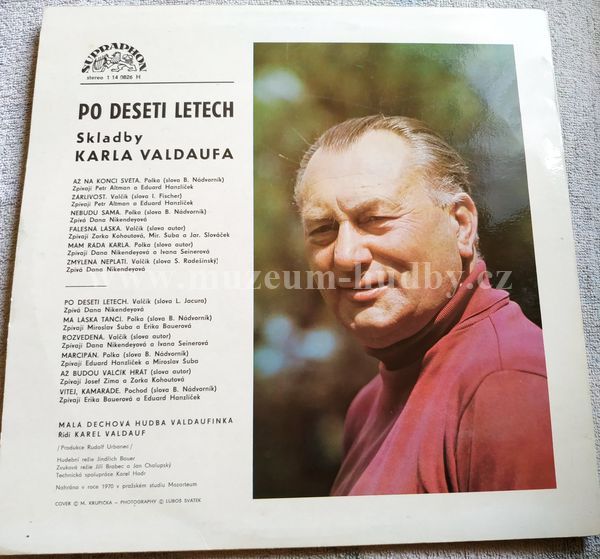 SUPRAPHON
stereo 1 14 0826 H
PO DESETI LETECH
Skladby
KARLA VALDAUFA
AŽ NA KONCI SVĚTA. Polka (slova B. Nádvorník)
Zpívají Petr Altman a Eduard Hanzlíček
ŽÁRLIVOST. Valčík (slova I. Fischer)
Zpívají Petr Altman a Eduard Hanzlíček
NEBUDU SAMA. Polka (slova B. Nádvorník)
Zpívá Dana Nikendeyová
FALEŠNÁ LÁSKA. Valčík (slova autor)
Zpívají Zorka Kohoutová, Mir. Šuba a Jar. Slováček
MÁM RÁDA KARLA. Polka (slova autor)
Zpívají Dana Nikendeyová a Ivana Seinerová
ZMÝLENÁ NEPLATÍ. Valčík (slova S. Radešinský)
Zpívá Dana Nikendeyová
PO DESETI LETECH. Valčík (slova L. Jacura)
Zpívá Dana Nikendeyová
MÁ LÁSKA TANČÍ. Polka (slova B. Nádvorník)
Zpívají Miroslav Šuba a Erika Bauerová
ROZVEDENÁ. Valčík (slova autor)
Zpívají Dana Nikendeyová a Ivana Seinerová
MARCIPÁN. Polka (slova B. Nádvorník)
Zpívají Eduard Hanzlíček a Miroslav Šuba
AŽ BUDOU VALČÍK HRÁT (slova autor)
Zpívají Josef Zíma a Zorka Kohoutová
VÍTEJ, KAMARÁDE. Pochod (slova B. Nádvorník)
Zpívají Erika Bauerová a Eduard Hanzlíček
MALÁ DECHOVÁ HUDBA VALDAUFINKA
Řídí KAREL VALDAUF
/Produkce Rudolf Urbanec/
Hudební režie Jindřich Bauer
Zvuková režie Jiří Brabec a Jan Chalupský
Technická spolupráce Karel Hodr
Nahráno v roce 1970 v pražském studiu Mozarteum
COVER © M. KRUPIČKA – PHOTOGRAPHY © LUBOŠ SVÁTEK
www.muzeum-hudby.cz